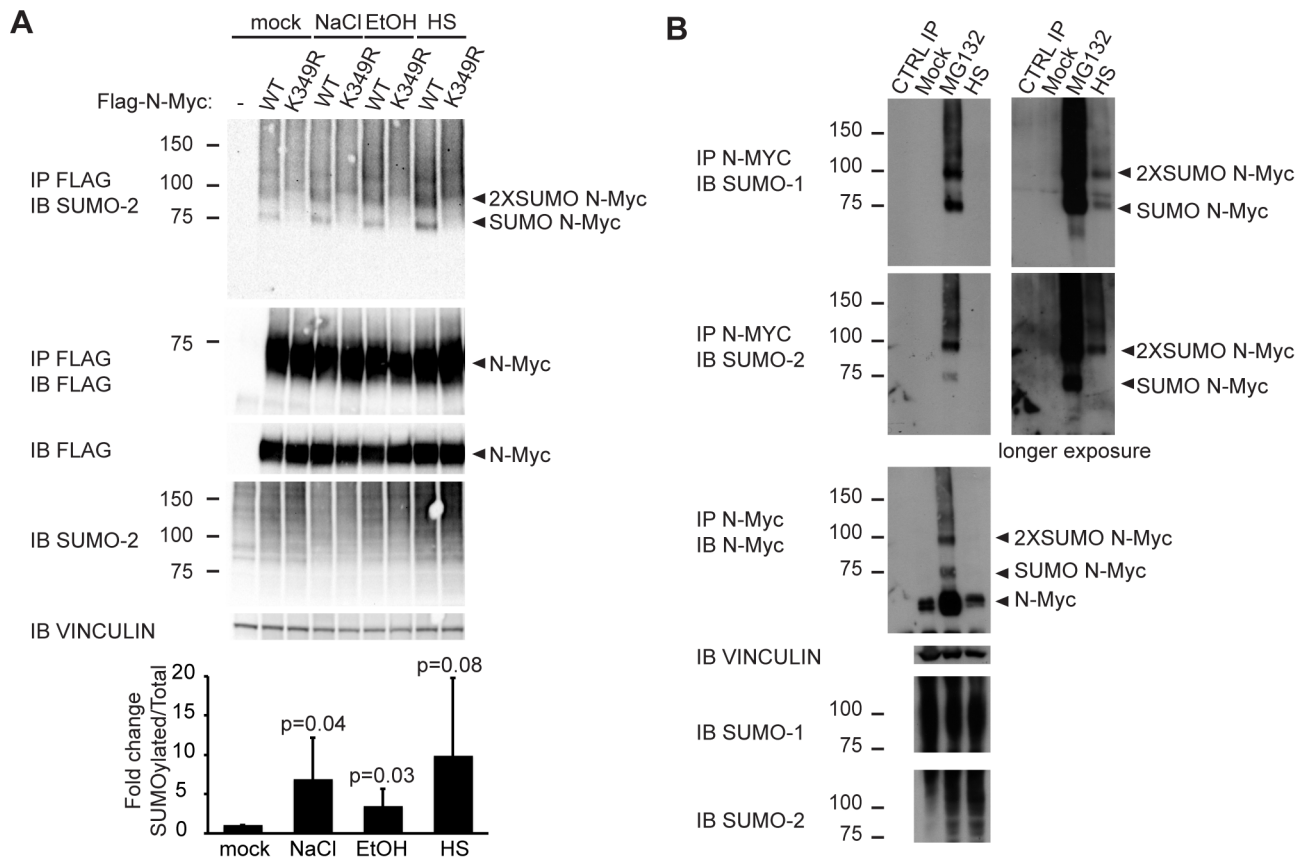 A
mock NaCl EtOH HS
Flag-N-Myc: - WT K349R WT K349R WT K349R WT K349R
150
100
75
IP FLAG
IB SUMO-2
2XSUMO N-Myc
SUMO N-Myc
75
IP FLAG
IB FLAG
N-Myc
IB FLAG
N-Myc
150
100
75
IB SUMO-2
IB VINCULIN
Fold change
SUMOylated/Total
20
15
10
5
0
p=0.04
p=0.03
p=0.08
mock NaCl EtOH HS
B
CTRL IP Mock MG132 HS CTRL IP Mock MG132 HS
IP N-MYC
IB SUMO-1
150
100
75
2XSUMO N-Myc
SUMO N-Myc
IP N-MYC
IB SUMO-2
150
100
75
2XSUMO N-Myc
SUMO N-Myc
longer exposure
IP N-Myc
IB N-Myc
150
100
75
2XSUMO N-Myc
SUMO N-Myc
N-Myc
IB VINCULIN
IB SUMO-1
100
75
IB SUMO-2
100
75